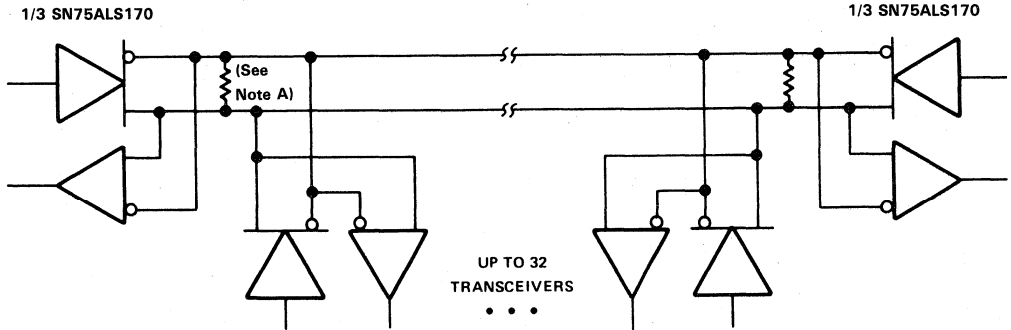 1/3 SN75ALS170
1/3 SN75ALS170
(See
Note A)
UP TO 32
TRANSCEIVERS
• • •